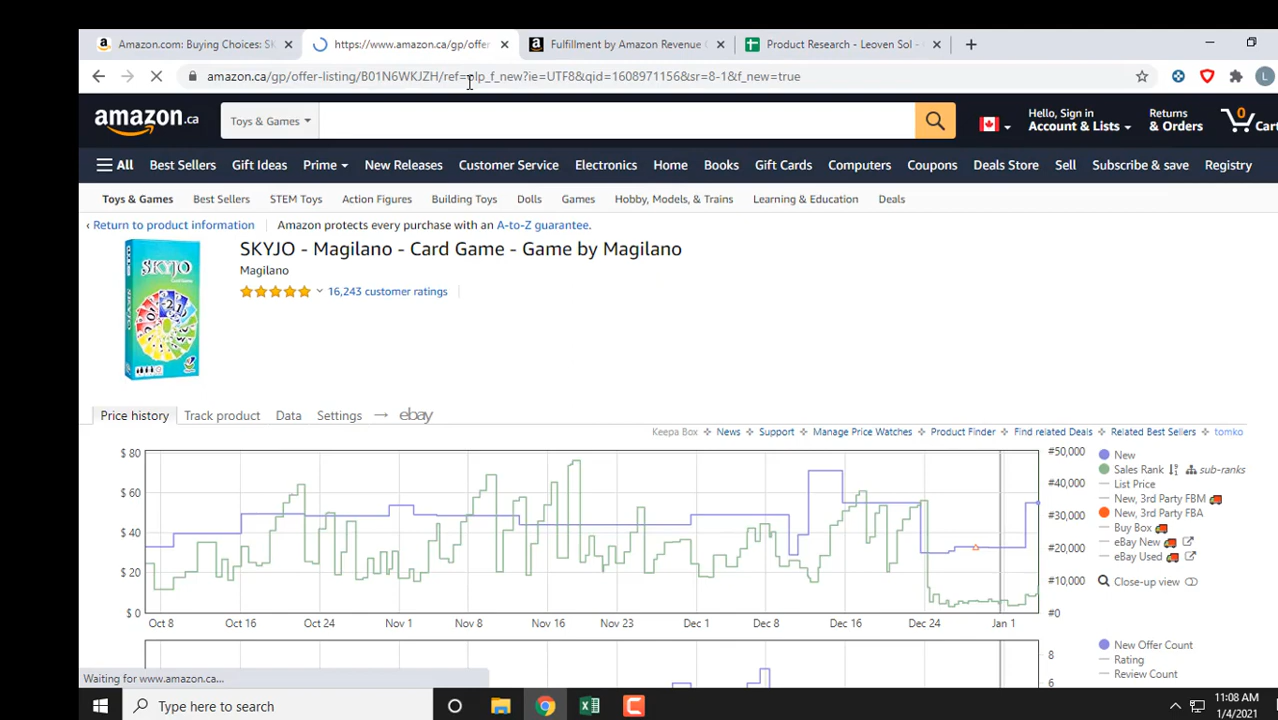 Amazon.com: Buying Choices: SK
https://www.amazon.ca/gp/offer
Fulfillment by Amazon Revenue C
Product Research - Leoven Sol -
amazon.ca/gp/offer-listing/B01N6WKJZH/ref=olp_f_new?ie=UTF8&qid=1608971156&sr=8-1&f_new=true
L
amazon.ca
Toys & Games
Hello, Sign in
Account & Lists
Returns
& Orders
0
Cart
All Best Sellers Gift Ideas Prime New Releases Customer Service Electronics Home Books Gift Cards Computers Coupons Deals Store Sell Subscribe & save Registry
Toys & Games Best Sellers STEM Toys Action Figures Building Toys Dolls Games Hobby, Models, & Trains Learning & Education Deals
‹ Return to product information Amazon protects every purchase with an A-to-Z guarantee.
SKYJO - Magilano - Card Game - Game by Magilano
Magilano
16,243 customer ratings
SKYJO
Price history Track product Data Settings → ebay
Keepa Box News Support Manage Price Watches Product Finder Find related Deals Related Best Sellers tomko
$ 80
$ 60
$ 40
$ 20
$ 0
#50,000
#40,000
#30,000
#20,000
#10,000
#0
New
Sales Rank sub-ranks
List Price
New, 3rd Party FBM
New, 3rd Party FBA
Buy Box
eBay New
eBay Used
Close-up view
Oct 8 Oct 16 Oct 24 Nov 1 Nov 8 Nov 16 Nov 23 Dec 1 Dec 8 Dec 16 Dec 24 Jan 1
8
6
New Offer Count
Rating
Review Count
Waiting for www.amazon.ca...
Type here to search
11:08 AM
1/4/2021